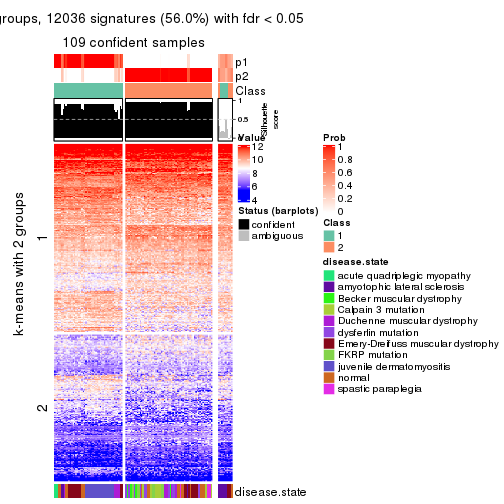 groups, 12036 signatures (56.0%) with fdr < 0.05
109 confident samples
p1
p2
Class
1
0.5
0
Silhouette
score
k-means with 2 groups
1
2
disease.state
Value
12
10
8
6
4
Status (barplots)
confident
ambiguous
Prob
1
0.8
0.6
0.4
0.2
0
Class
1
2
disease.state
acute quadriplegic myopathy
amyotophic lateral sclerosis
Becker muscular dystrophy
Calpain 3 mutation
Duchenne muscular dystrophy
dysferlin mutation
Emery-Dreifuss muscular dystrophy
FKRP mutation
juvenile dermatomyositis
normal
spastic paraplegia